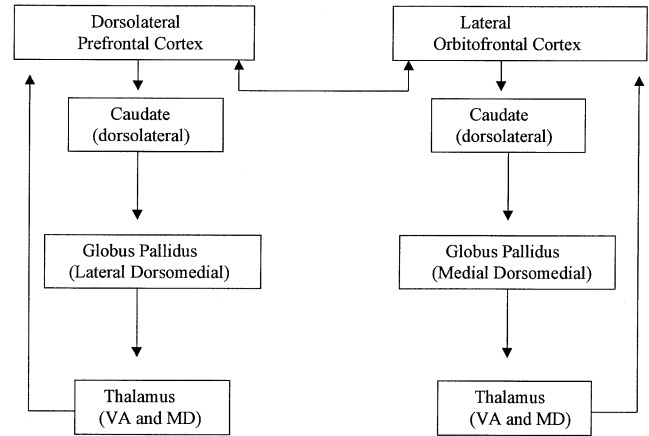 Dorsolateral
Prefrontal Cortex
Caudate
(dorsolateral)
Globus Pallidus
(Lateral Dorsomedial)
Thalamus
(VA and MD)
Lateral
Orbitofrontal Cortex
Caudate
(dorsolateral)
Globus Pallidus
(Medial Dorsomedial)
Thalamus
(VA and MD)